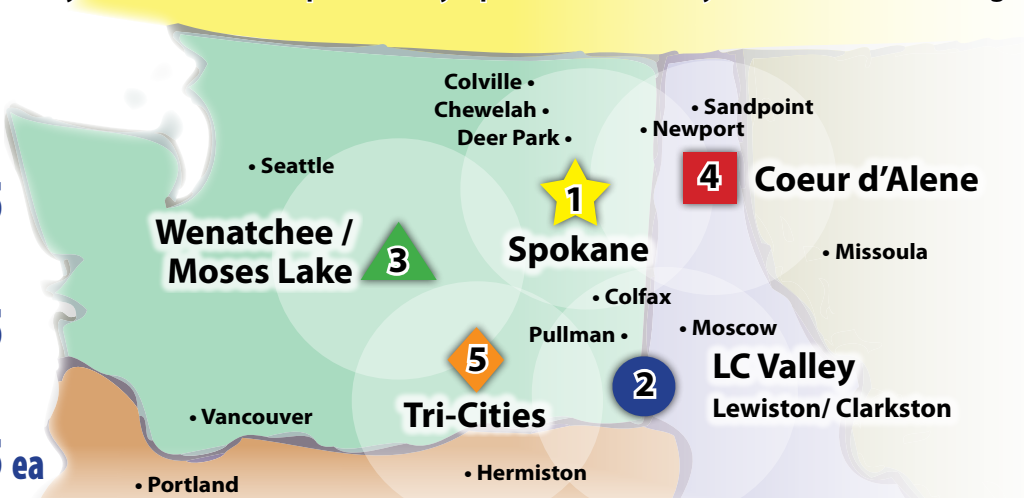 Colville •
Chewelah •
Deer Park •
• Sandpoint
• Newport
• Seattle
1
Spokane
4
Coeur d’Alene
Wenatchee /
Moses Lake
3
• Missoula
• Colfax
Pullman •
• Moscow
5
Tri-Cities
2
LC Valley
Lewiston/ Clarkston
• Vancouver
• Hermiston
• Portland
ea